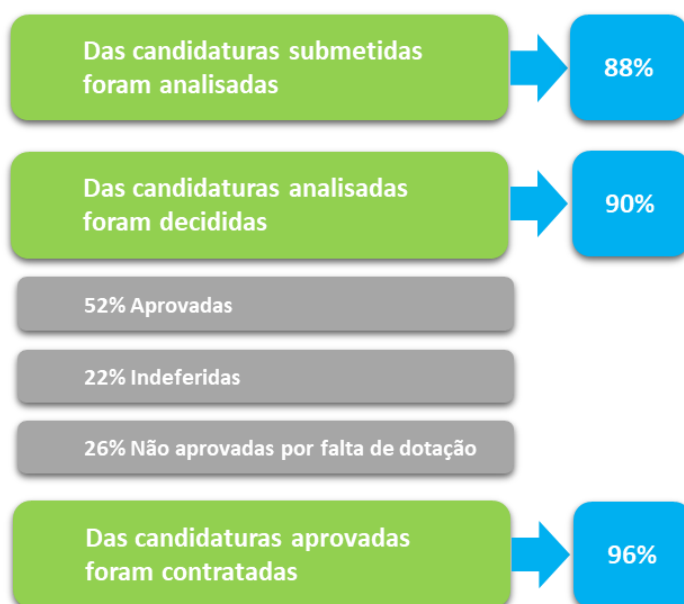 Das candidaturas submetidas
foram analisadas
88%
Das candidaturas analisadas
foram decididas
90%
52% Aprovadas
22% Indeferidas
26% Não aprovadas por falta de dotação
Das candidaturas aprovadas
foram contratadas
96%